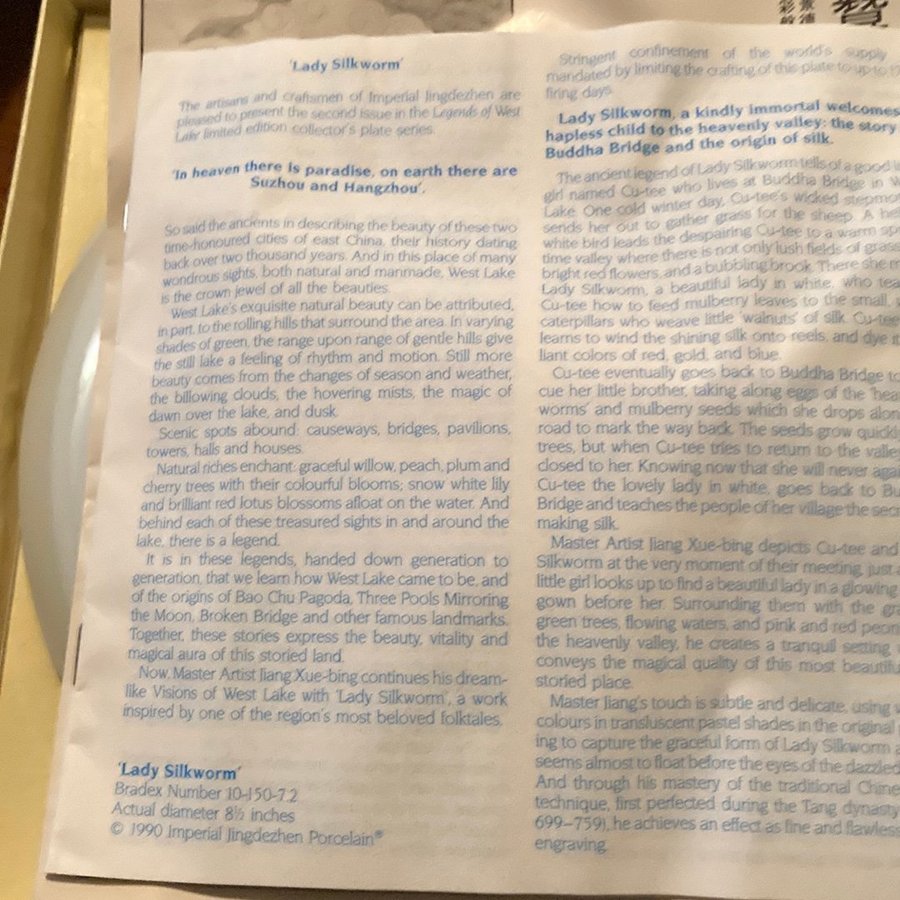 'Lady Silkworm'
The artisans and craftsmen of Imperial Jingdezhen are
pleased to present the second issue in the Legends of West
Lake limited edition collector's plate series.
'In heaven there is paradise, on earth there are
Suzhou and Hangzhou'.
So said the ancients in describing the beauty of these two
time-honoured cities of east China, their history dating
back over two thousand years. And in this place of many
wondrous sights, both natural and manmade, West Lake
is the crown jewel of all the beauties.
West Lake's exquisite natural beauty can be attributed,
in part, to the rolling hills that surround the area. In varying
shades of green, the range upon range of gentle hills give
the still lake a feeling of rhythm and motion. Still more
beauty comes from the changes of season and weather,
the billowing clouds, the hovering mists, the magic of
dawn over the lake, and dusk.
Scenic spots abound: causeways, bridges, pavilions,
towers, halls and houses.
Natural riches enchant: graceful willow, peach, plum and
cherry trees with their colourful blooms; snow white lily
and brilliant red lotus blossoms afloat on the water. And
behind each of these treasured sights in and around the
lake, there is a legend.
It is in these legends, handed down generation to
generation, that we learn how West Lake came to be, and
of the origins of Bao Chu Pagoda, Three Pools Mirroring
the Moon, Broken Bridge and other famous landmarks.
Together, these stories express the beauty, vitality and
magical aura of this storied land.
Now, Master Artist Jiang Xue-bing continues his dream-
like Visions of West Lake with 'Lady Silkworm', a work
inspired by one of the region's most beloved folktales.
'Lady Silkworm'
Bradex Number 10-I50-7.2
Actual diameter 8½ inches
© 1990 Imperial Jingdezhen Porcelain®
Stringent confinement of the world's supply
mandated by limiting the crafting of this plate to up to
firing days.
Lady Silkworm, a kindly immortal welcomes
hapless child to the heavenly valley: the story
Buddha Bridge and the origin of silk.
The ancient legend of Lady Silkworm tells of a good
girl named Cu-tee who lives at Buddha Bridge in
Lake. One cold winter day, Cu-tee's wicked stepmo
sends her out to gather grass for the sheep. A
white bird leads the despairing Cu-tee to a warm
time valley where there is not only lush fields of grass
bright red flowers, and a bubbling brook. There she
Lady Silkworm, a beautiful lady in white, who tea
Cu-tee how to feed mulberry leaves to the small,
caterpillars who weave little 'walnuts' of silk. Cu-tee
learns to wind the shining silk onto reels, and dye
liant colors of red, gold, and blue.
Cu-tee eventually goes back to Buddha Bridge to
cue her little brother, taking along eggs of the 'hea
worms' and mulberry seeds which she drops alon
road to mark the way back. The seeds grow quickl
trees, but when Cu-tee tries to return to the valley
closed to her. Knowing now that she will never agai
Cu-tee the lovely lady in white, goes back to Bu
Bridge and teaches the people of her village the secr
making silk.
Master Artist Jiang Xue-bing depicts Cu-tee and
Silkworm at the very moment of their meeting, just
little girl looks up to find a beautiful lady in a glowing
gown before her. Surrounding them with the
green trees, flowing waters, and pink and red peon
the heavenly valley, he creates a tranquil setting
conveys the magical quality of this most beautifu
storied place.
Master Jiang's touch is subtle and delicate, using
colours in transluscent pastel shades in the original
ing to capture the graceful form of Lady Silkworm
seems almost to float before the eyes of the dazzled
And through his mastery of the traditional Chine
technique, first perfected during the Tang dynasty
699–759), he achieves an effect as fine and flawless
engraving.